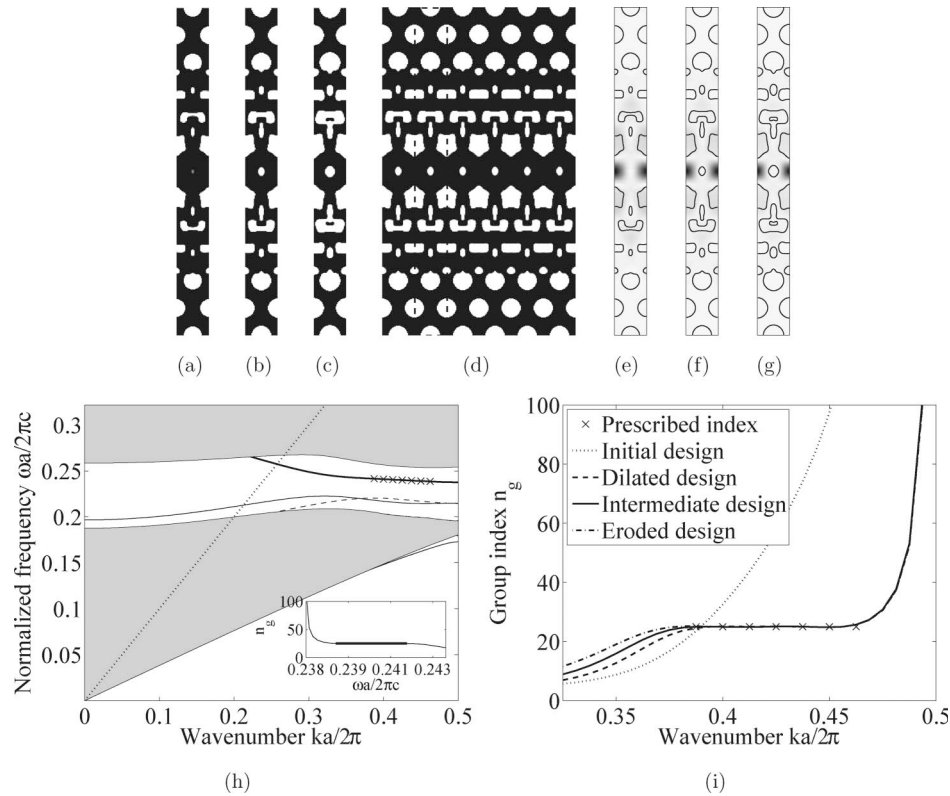 (a) (b) (c) (d) (e) (f) (g)
Normalized frequency ωa/2πc
0.3
0.25
0.2
0.15
0.1
0.05
0 0.1 0.2 0.3 0.4 0.5
Wavenumber ka/2π
n_g
100
50
0
0.238 0.239 0.241 0.243
ωa/2πc
(h)
Group index n_g
100
80
60
40
20
0
Prescribed index
Initial design
Dilated design
Intermediate design
Eroded design
0.35 0.4 0.45 0.5
Wavenumber ka/2π
(i)